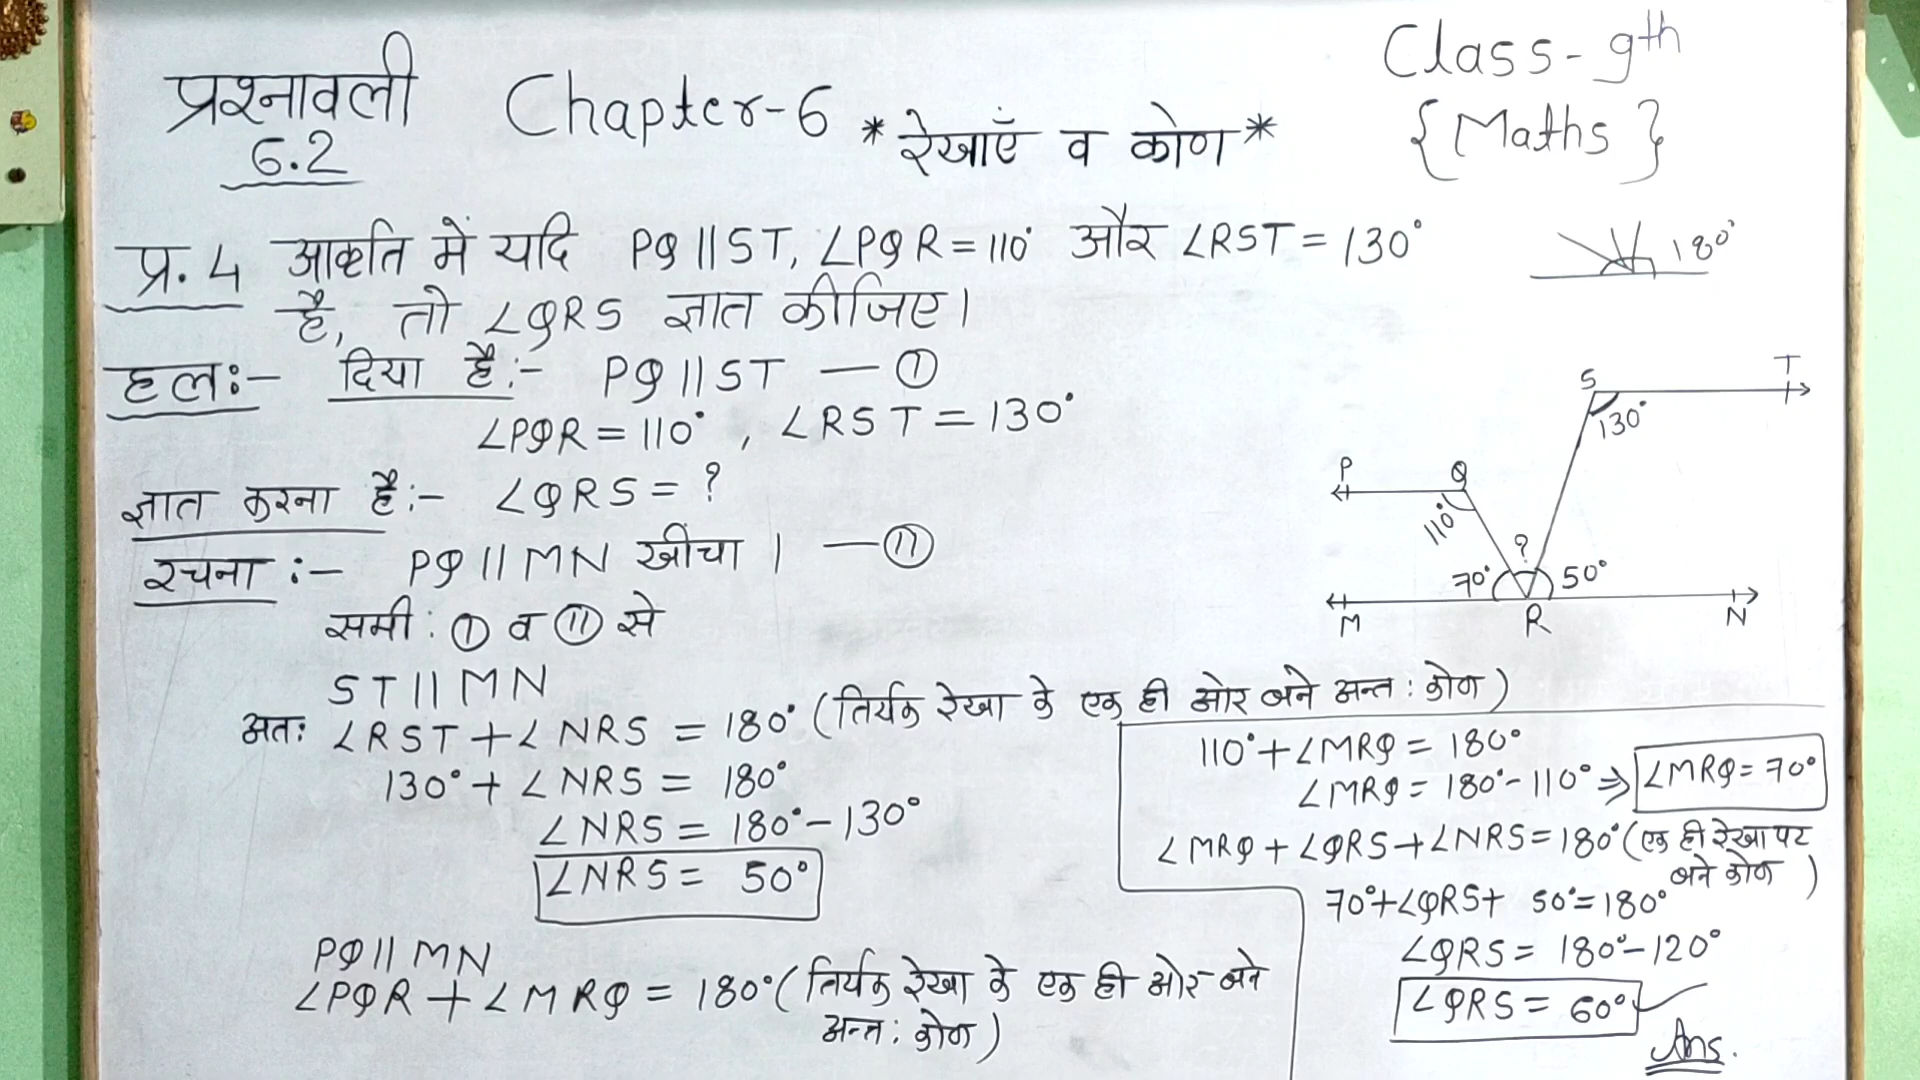 Class-9th
{Maths}
प्रश्नावली 6.2
Chapter-6 *रेखाएँ व कोण*
प्र. 4 आकृति में यदि PQ||ST, ∠PQR=110° और ∠RST=130°
है, तो ∠QRS ज्ञात कीजिए।
180°
हलः- दिया है:- PQ||ST — ①
∠PQR=110°, ∠RST=130°
ज्ञात करना है:- ∠QRS=?
रचना :- PQ||MN खींचा। — ⑪
समी: ① व ⑪ से
ST||MN
अतः ∠RST+∠NRS = 180° (तिर्यक रेखा के एक ही ओर बने अन्त: कोण)
130°+∠NRS = 180°
∠NRS = 180°-130°
∠NRS = 50°
PQ||MN
∠PQR+∠MRQ = 180° (तिर्यक रेखा के एक ही ओर बने
अन्त: कोण)
S T
130°
P Q
110°
?
70° 50°
M R N
110°+∠MRQ = 180°
∠MRQ = 180°-110° ⇒ ∠MRQ=70°
∠MRQ+∠QRS+∠NRS=180° (एक ही रेखा पर
बने कोण)
70°+∠QRS+ 50°=180°
∠QRS = 180°-120°
∠QRS = 60°
Ans.